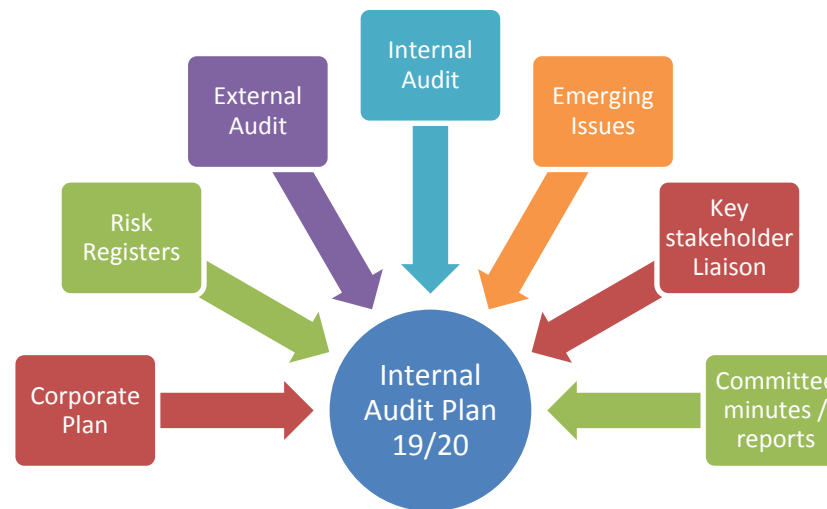 Internal
Audit
External
Audit
Emerging
Issues
Risk
Registers
Key
stakeholder
Liaison
Corporate
Plan
Internal
Audit Plan
19/20
Committee
minutes /
reports